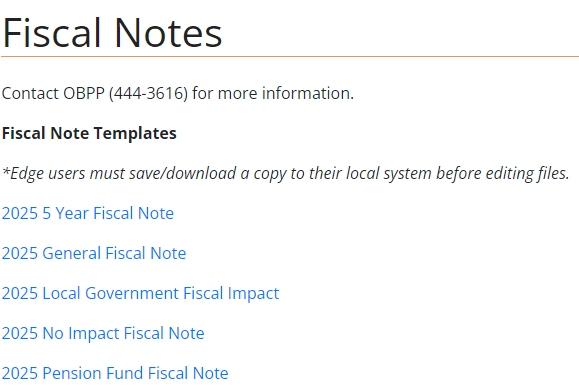 Fiscal Notes
Contact OBPP (444-3616) for more information.
Fiscal Note Templates
*Edge users must save/download a copy to their local system before editing files.
2025 5 Year Fiscal Note
2025 General Fiscal Note
2025 Local Government Fiscal Impact
2025 No Impact Fiscal Note
2025 Pension Fund Fiscal Note